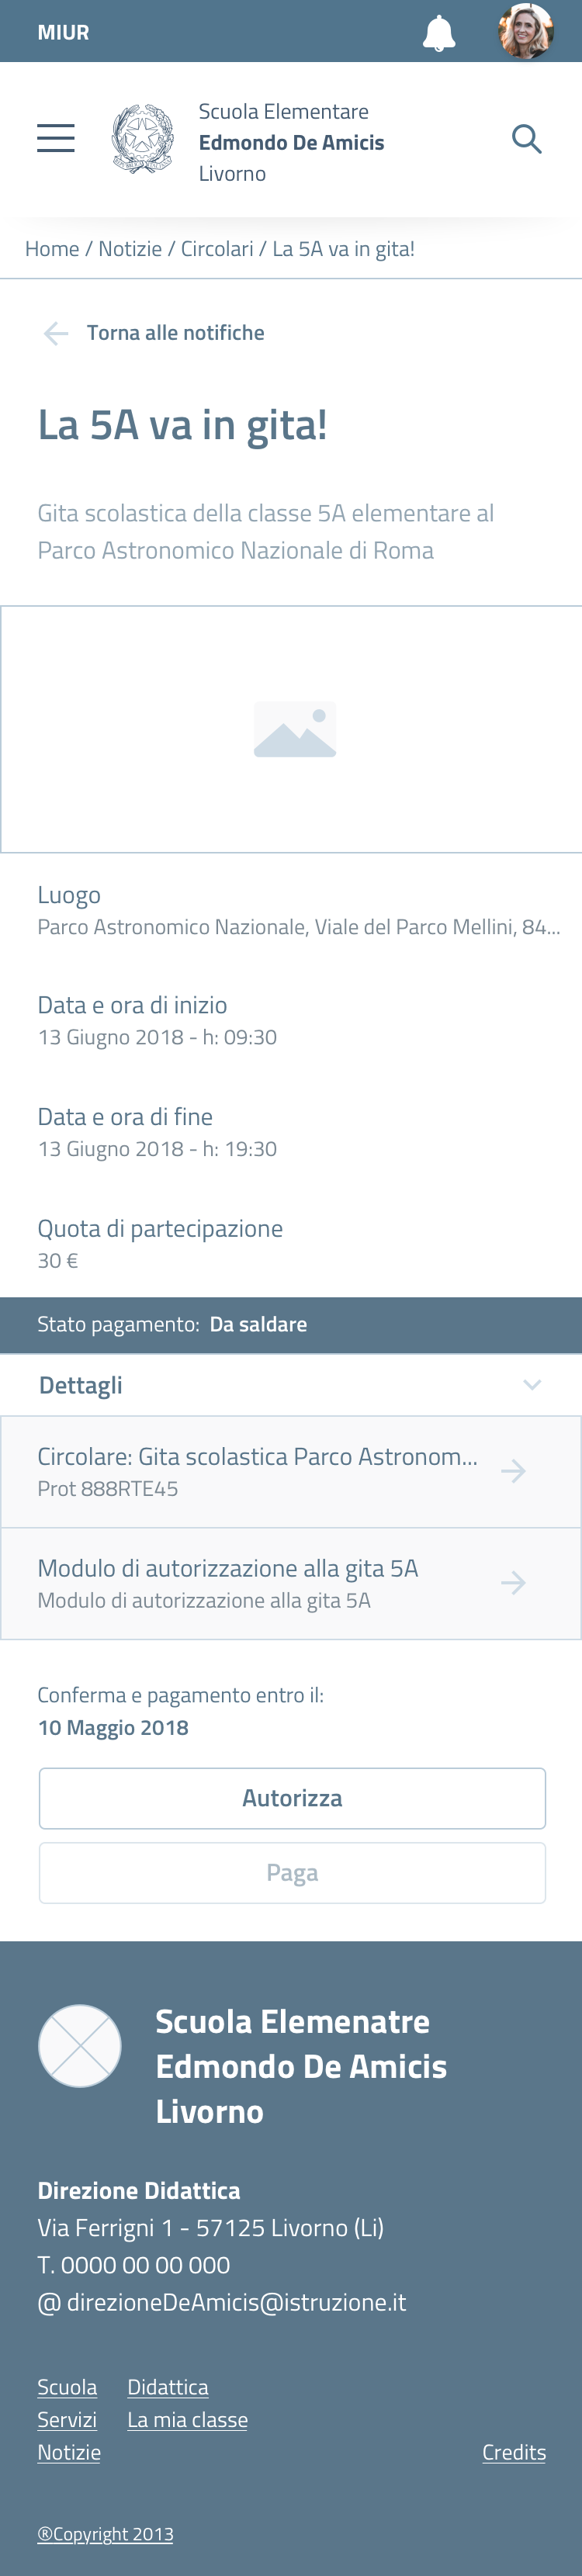 MIUR
Scuola Elementare
Edmondo De Amicis
Livorno
Home / Notizie / Circolari / La 5A va in gita!
Torna alle notifiche
La 5A va in gita!
Gita scolastica della classe 5A elementare al
Parco Astronomico Nazionale di Roma
Luogo
Parco Astronomico Nazionale, Viale del Parco Mellini, 84...
Data e ora di inizio
13 Giugno 2018 - h: 09:30
Data e ora di fine
13 Giugno 2018 - h: 19:30
Quota di partecipazione
30 €
Stato pagamento: Da saldare
Dettagli
Circolare: Gita scolastica Parco Astronom...
Prot 888RTE45
Modulo di autorizzazione alla gita 5A
Modulo di autorizzazione alla gita 5A
Conferma e pagamento entro il:
10 Maggio 2018
Autorizza
Paga
Scuola Elemenatre
Edmondo De Amicis
Livorno
Direzione Didattica
Via Ferrigni 1 - 57125 Livorno (Li)
T. 0000 00 00 000
@ direzioneDeAmicis@istruzione.it
Scuola Didattica
Servizi La mia classe
Notizie Credits
®Copyright 2013